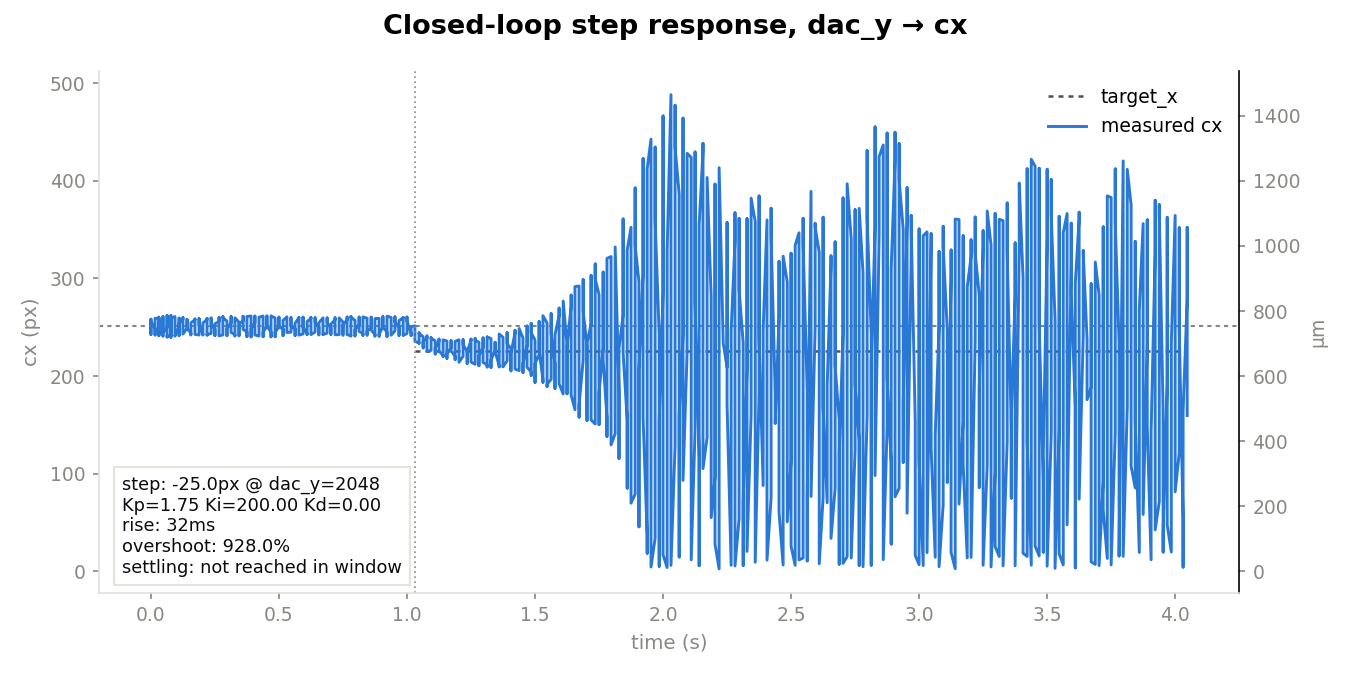 Closed-loop step response, dac_y → cx
500
400
300
200
100
0
cx (px)
1400
1200
1000
800
600
400
200
0
µm
target_x
measured cx
step: -25.0px @ dac_y=2048
Kp=1.75 Ki=200.00 Kd=0.00
rise: 32ms
overshoot: 928.0%
settling: not reached in window
0.0 0.5 1.0 1.5 2.0 2.5 3.0 3.5 4.0
time (s)